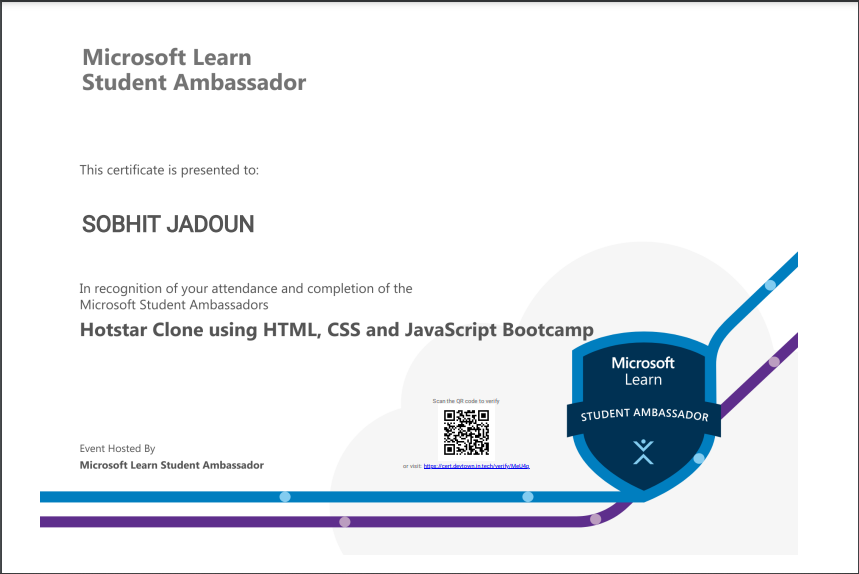 Microsoft Learn
Student Ambassador
This certificate is presented to:
SOBHIT JADOUN
In recognition of your attendance and completion of the
Microsoft Student Ambassadors
Hotstar Clone using HTML, CSS and JavaScript Bootcamp
Microsoft
Learn
STUDENT AMBASSADOR
Scan the QR code to verify
Event Hosted By
Microsoft Learn Student Ambassador
or visit: https://cert.devtown.in.tech/verify/MeU4p